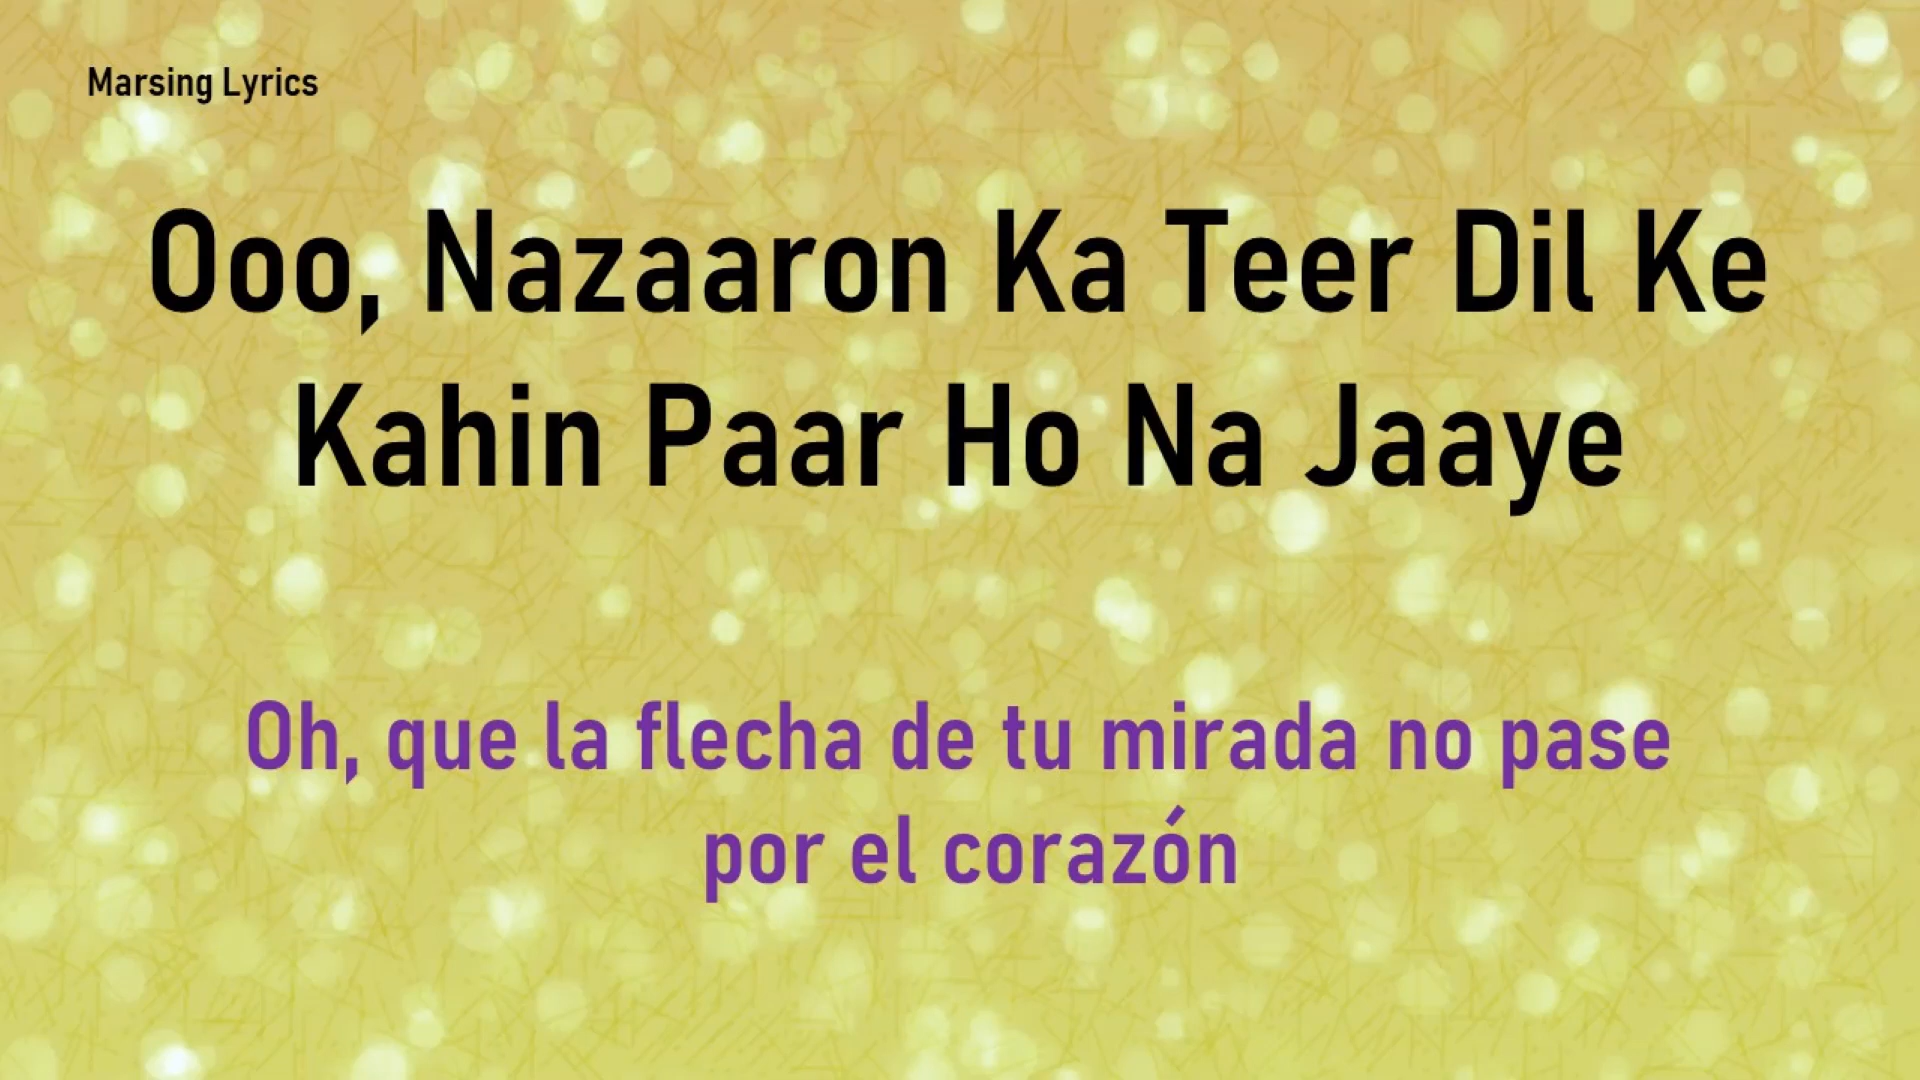 Marsing Lyrics
Ooo, Nazaaron Ka Teer Dil Ke
Kahin Paar Ho Na Jaaye
Oh, que la flecha de tu mirada no pase
por el corazón